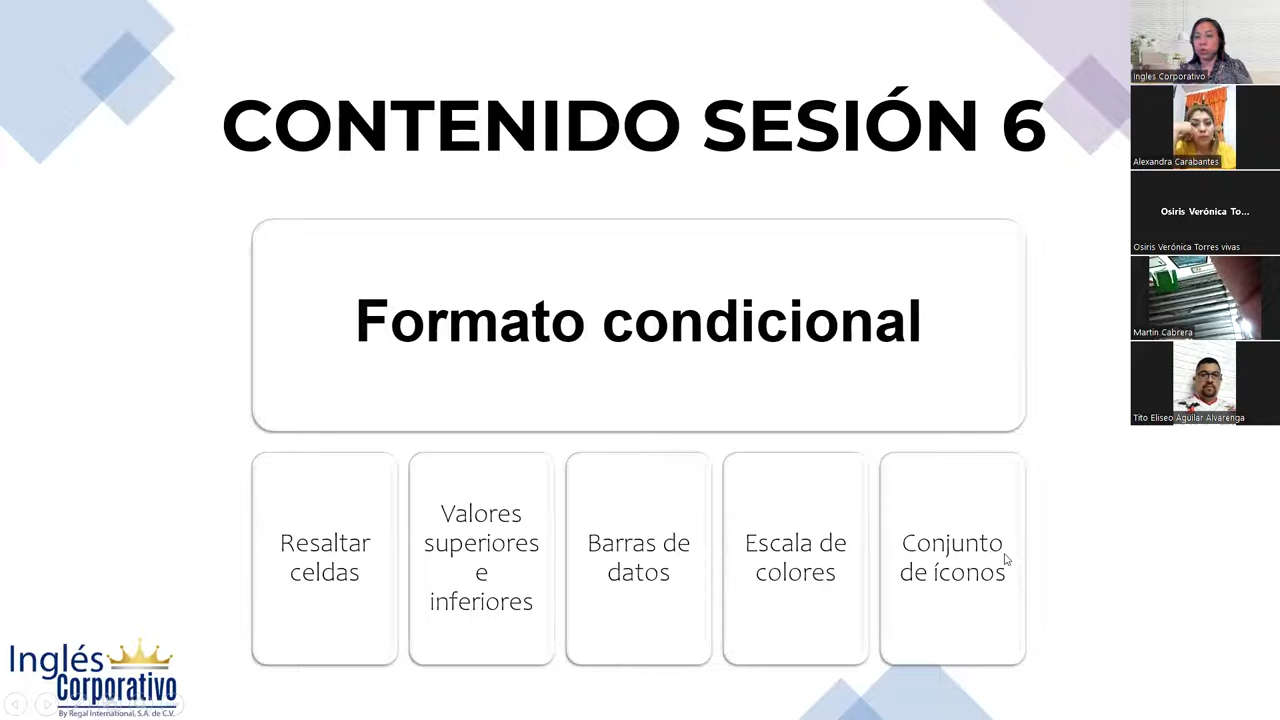 CONTENIDO SESIÓN 6
Formato condicional
Resaltar
celdas
Valores
superiores
e
inferiores
Barras de
datos
Escala de
colores
Conjunto
de íconos
Inglés
Corporativo
By Regal International, S.A. de C.V.
Ingles Corporativo
Alexandra Carabantes
Osiris Verónica To...
Osiris Verónica Torres vivas
Martin Cabrera
Tito Eliseo Aguilar Alvarenga